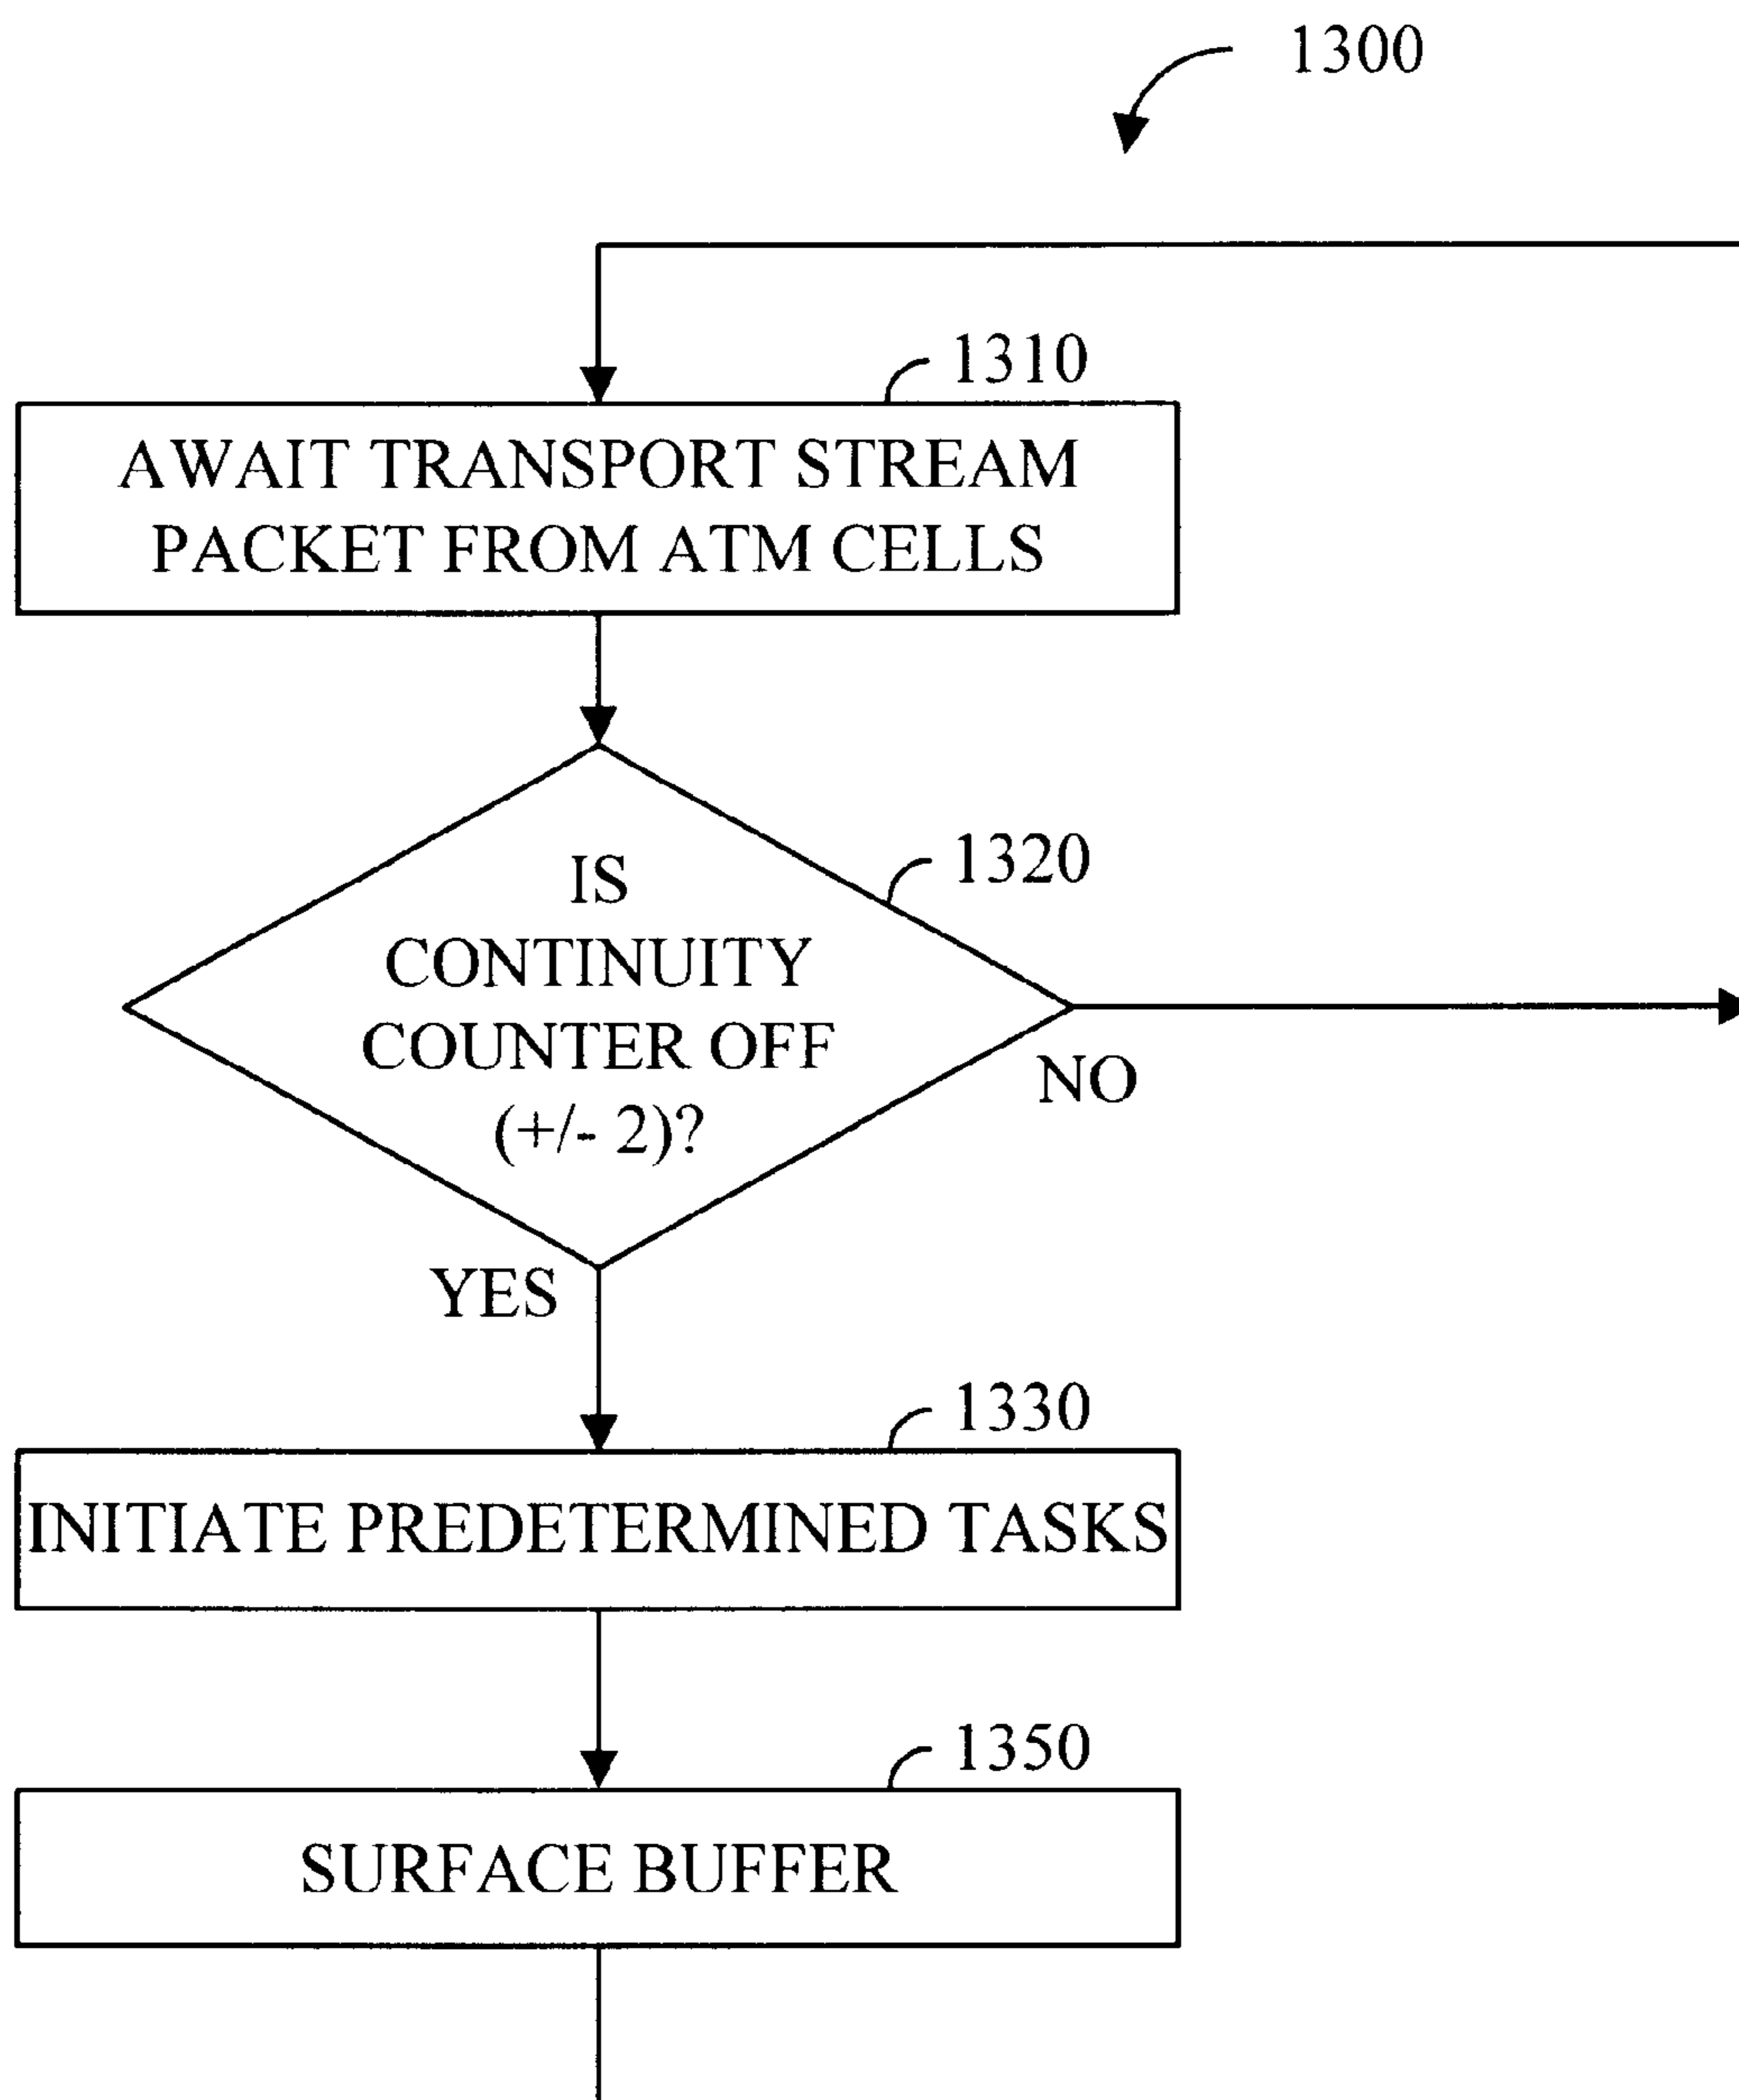 1300
1310
AWAIT TRANSPORT STREAM
PACKET FROM ATM CELLS
1320
IS
CONTINUITY
COUNTER OFF
(+/- 2)?
NO
YES
1330
INITIATE PREDETERMINED TASKS
1350
SURFACE BUFFER